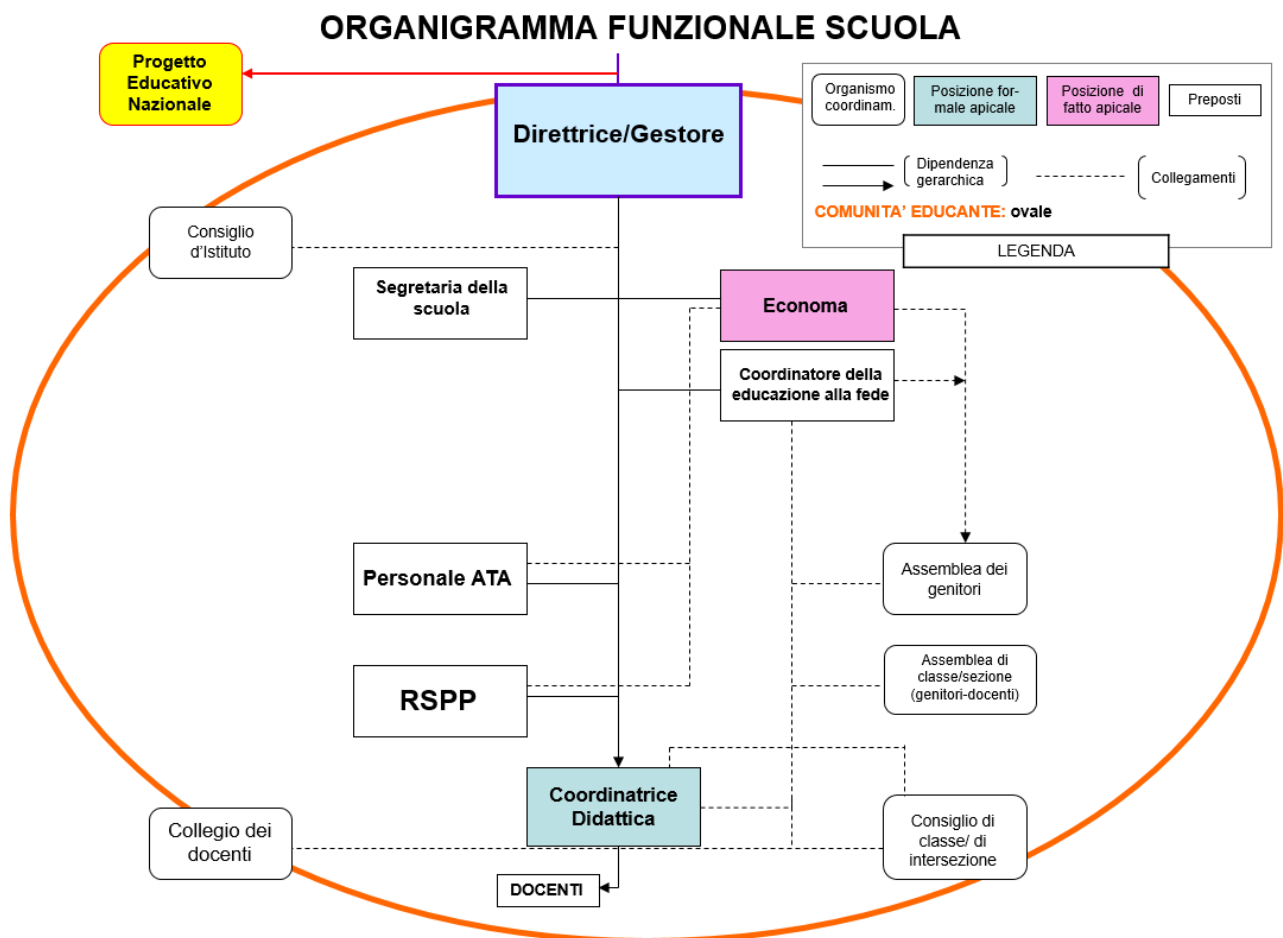 ORGANIGRAMMA FUNZIONALE SCUOLA
Progetto
Educativo
Nazionale
Direttrice/Gestore
Organismo
coordinam.
Posizione for-
male apicale
Posizione di
fatto apicale
Preposti
Dipendenza
gerarchica
Collegamenti
COMUNITA’ EDUCANTE: ovale
LEGENDA
Consiglio
d’Istituto
Segretaria della
scuola
Economa
Coordinatore della
educazione alla fede
Personale ATA
Assemblea dei
genitori
RSPP
Assemblea di
classe/sezione
(genitori-docenti)
Coordinatrice
Didattica
Collegio dei
docenti
Consiglio di
classe/ di
intersezione
DOCENTI